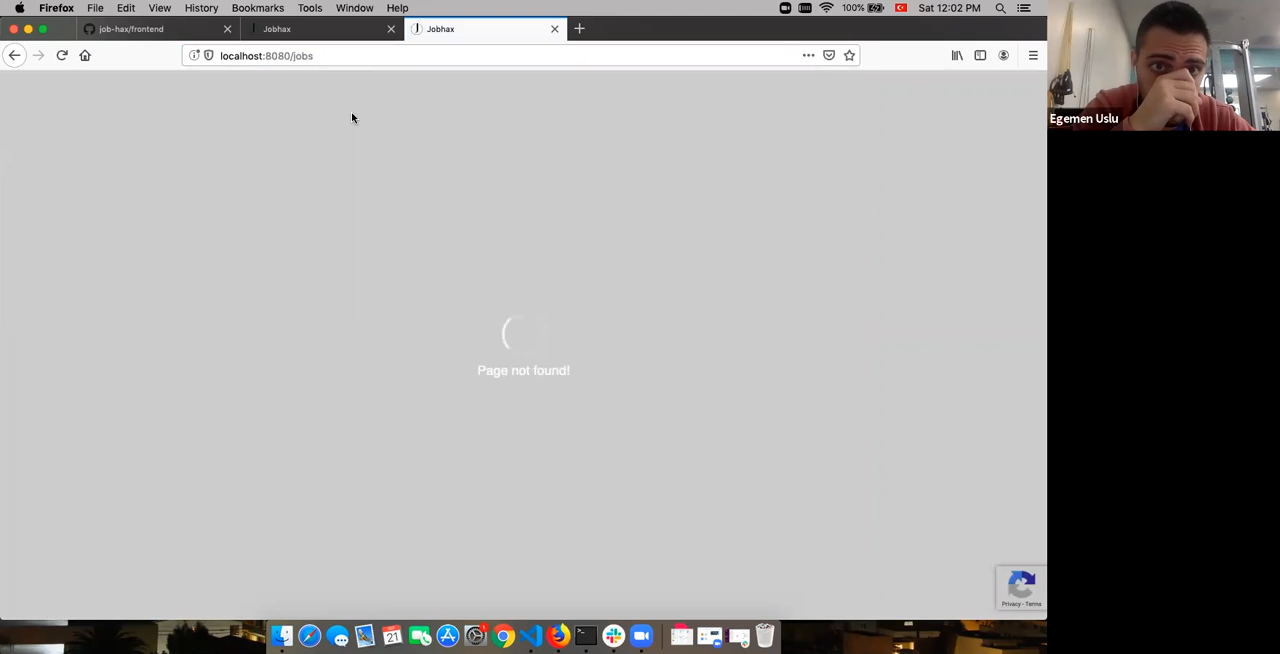 Firefox File Edit View History Bookmarks Tools Window Help 100% Sat 12:02 PM
job-hax/frontend Jobhax Jobhax
localhost:8080/jobs
Egemen Uslu
Page not found!
Privacy - Terms
21